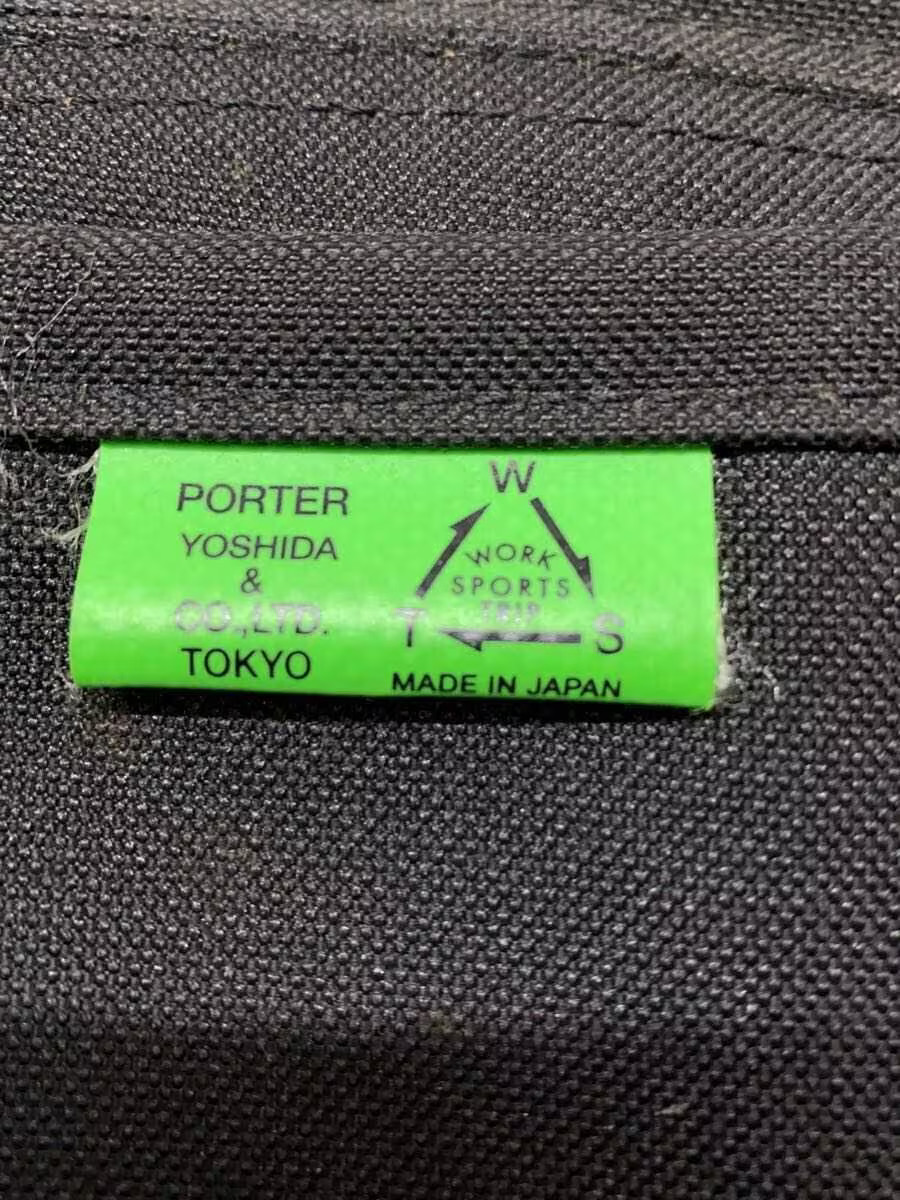 PORTER
YOSHIDA
&
CO.,LTD.
TOKYO
W
WORK
SPORTS
TRIP
T
S
MADE IN JAPAN